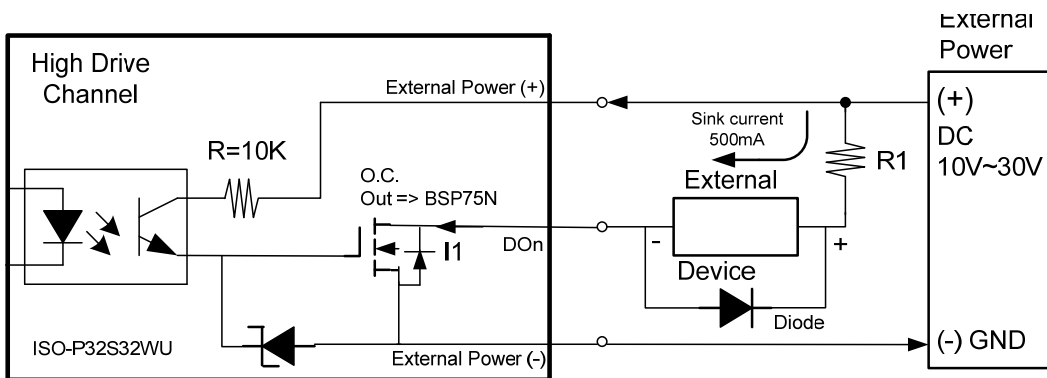 External
Power
High Drive
Channel
External Power (+)
(+)
Sink current
500mA
DC
R=10K
R1
10V~30V
O.C.
Out => BSP75N
External
I1
DOn
-
+
Device
Diode
ISO-P32S32WU
External Power (-)
(-) GND